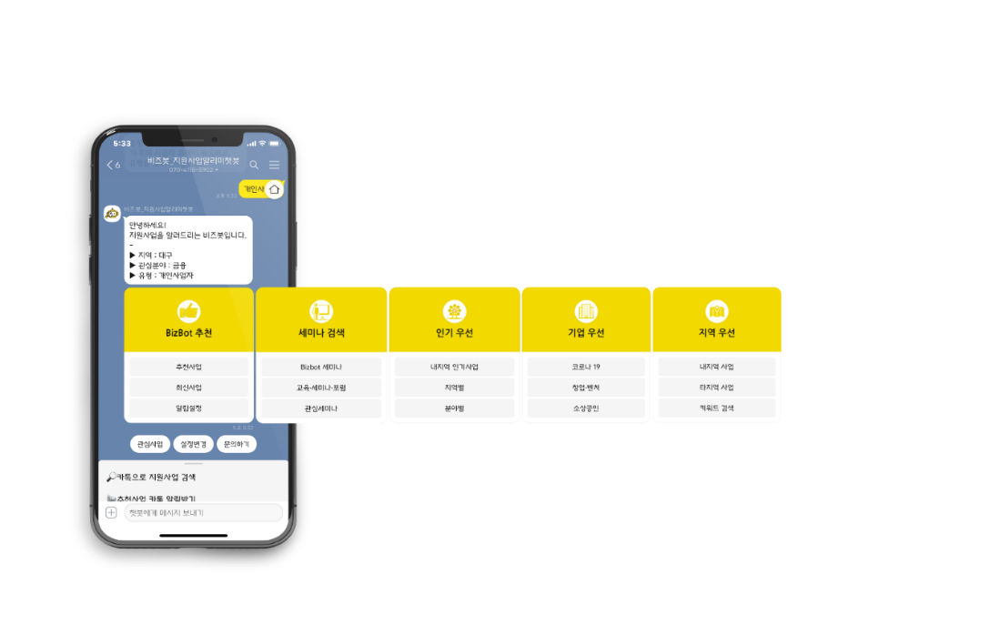 5:33
6
비즈봇_지원사업알리미챗봇
070-4116-5902
개인사
비즈봇_지원사업알리미챗봇
안녕하세요!
지원사업을 알려드리는 비즈봇입니다.
–
▶ 지역 : 대구
▶ 관심분야 : 금융
▶ 유형 : 개인사업자
BizBot 추천
추천사업
최신사업
알림설정
세미나 검색
Bizbot 세미나
교육·세미나·포럼
관심세미나
인기 우선
내지역 인기사업
지역별
분야별
기업 우선
코로나 19
창업·벤처
소상공인
지역 우선
내지역 사업
타지역 사업
키워드 검색
관심사업
설정변경
문의하기
카톡으로 지원사업 검색
추천사업 카톡 알림받기
챗봇에게 메시지 보내기